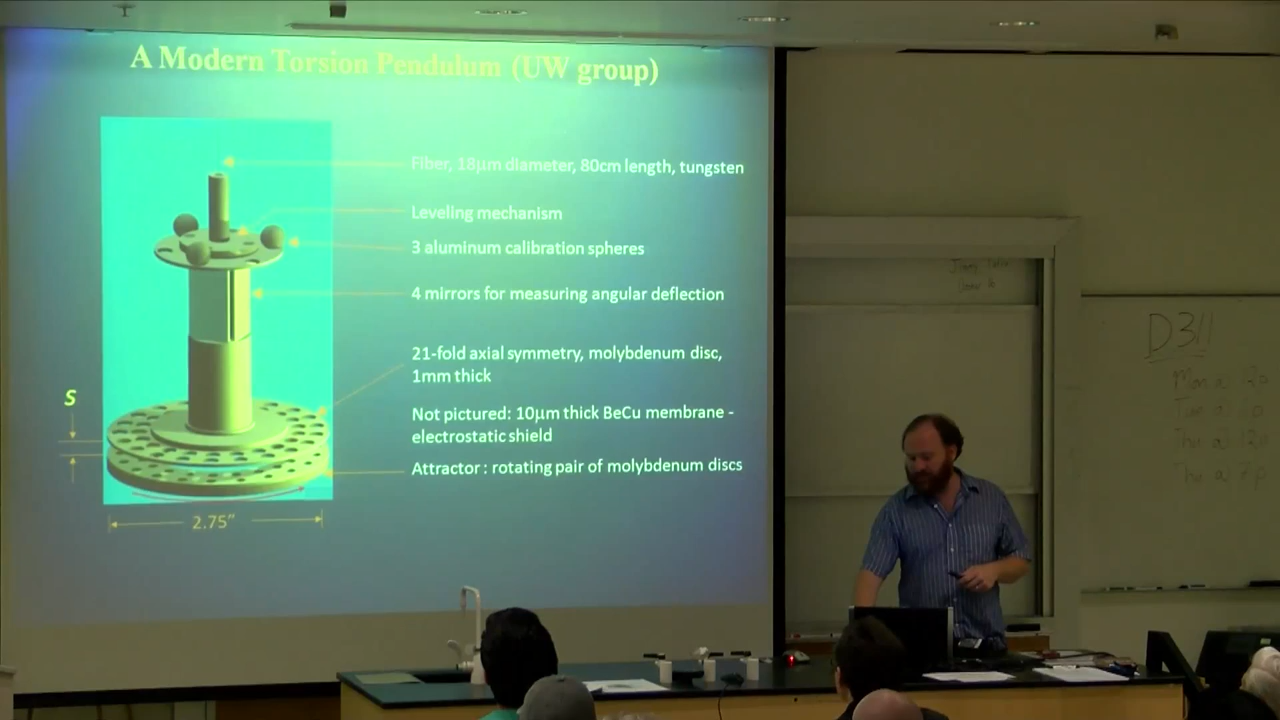 A Modern Torsion Pendulum (UW group)
Fiber, 18μm diameter, 80cm length, tungsten
Leveling mechanism
3 aluminum calibration spheres
4 mirrors for measuring angular deflection
21-fold axial symmetry, molybdenum disc,
1mm thick
S
Not pictured: 10μm thick BeCu membrane -
electrostatic shield
Attractor : rotating pair of molybdenum discs
2.75"
D311